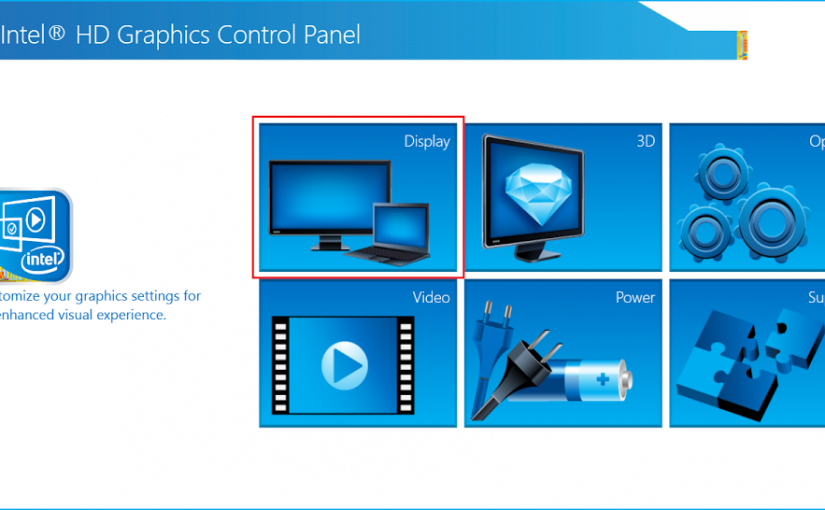 Intel® HD Graphics Control Panel
Display
3D
Op
intel
tomize your graphics settings for
enhanced visual experience.
Video
Power
Su